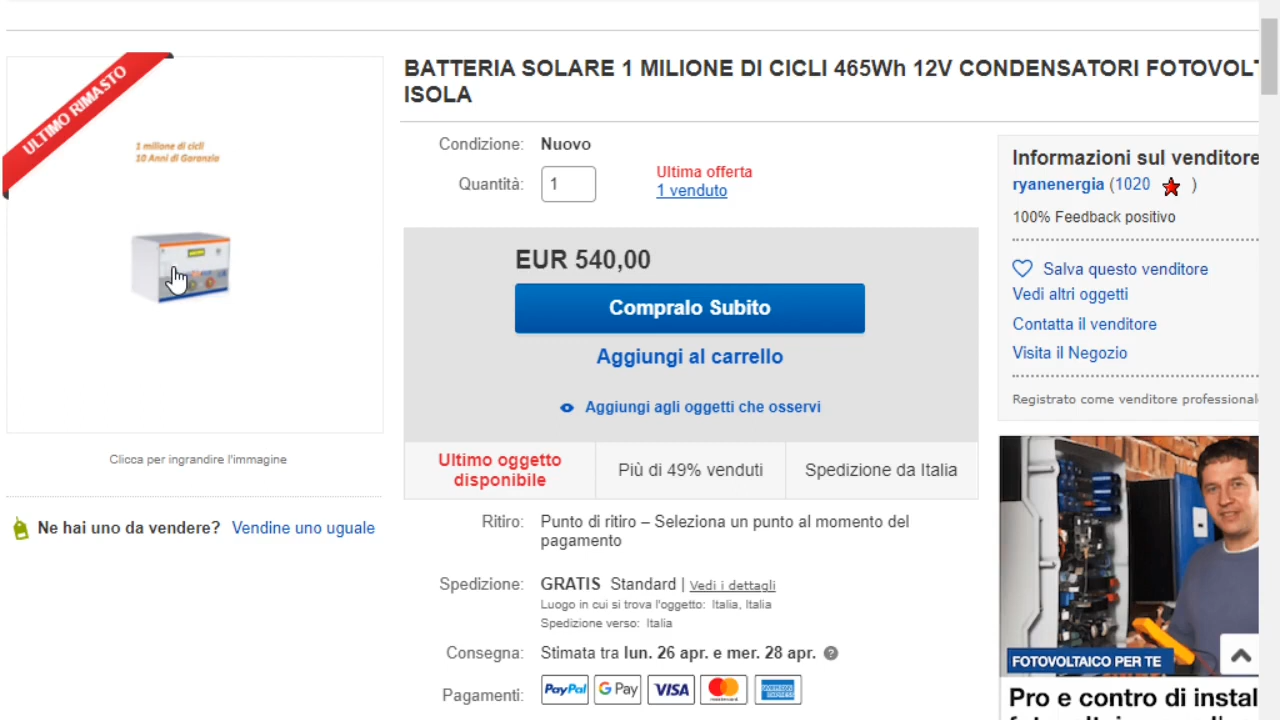 ULTIMO RIMASTO
1 milione di cicli
10 Anni di Garanzia
Clicca per ingrandire l'immagine
Ne hai uno da vendere? Vendine uno uguale
BATTERIA SOLARE 1 MILIONE DI CICLI 465Wh 12V CONDENSATORI FOTOVOLT
ISOLA
Condizione: Nuovo
Quantità: 1
Ultima offerta
1 venduto
EUR 540,00
Compralo Subito
Aggiungi al carrello
Aggiungi agli oggetti che osservi
Ultimo oggetto
disponibile
Più di 49% venduti
Spedizione da Italia
Ritiro: Punto di ritiro – Seleziona un punto al momento del
pagamento
Spedizione: GRATIS Standard | Vedi i dettagli
Luogo in cui si trova l'oggetto: Italia, Italia
Spedizione verso: Italia
Consegna: Stimata tra lun. 26 apr. e mer. 28 apr.
Pagamenti: PayPal G Pay VISA
Informazioni sul venditore
ryanenergia (1020 )
100% Feedback positivo
Salva questo venditore
Vedi altri oggetti
Contatta il venditore
Visita il Negozio
Registrato come venditore professional
FOTOVOLTAICO PER TE
Pro e contro di instal